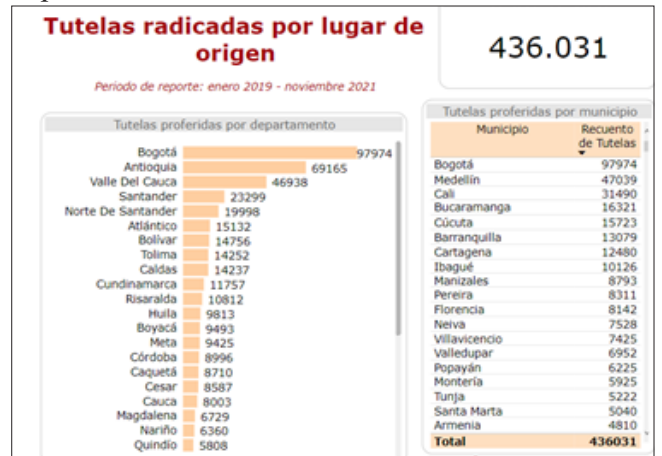 Tutelas radicadas por lugar de
origen
Periodo de reporte: enero 2019 - noviembre 2021
436.031
Tutelas proferidas por departamento
Bogotá 97974
Antioquia 69165
Valle Del Cauca 46938
Santander 23299
Norte De Santander 19998
Atlántico 15132
Bolívar 14756
Tolima 14252
Caldas 14237
Cundinamarca 11757
Risaralda 10812
Huila 9813
Boyacá 9493
Meta 9425
Córdoba 8996
Caquetá 8710
Cesar 8587
Cauca 8003
Magdalena 6729
Nariño 6360
Quindío 5808
Tutelas proferidas por municipio
Municipio Recuento
de Tutelas
Bogotá 97974
Medellín 47039
Cali 31490
Bucaramanga 16321
Cúcuta 15723
Barranquilla 13079
Cartagena 12480
Ibagué 10126
Manizales 8793
Pereira 8311
Florencia 8142
Neiva 7528
Villavicencio 7425
Valledupar 6952
Popayán 6225
Montería 5925
Tunja 5222
Santa Marta 5040
Armenia 4810
Total 436031